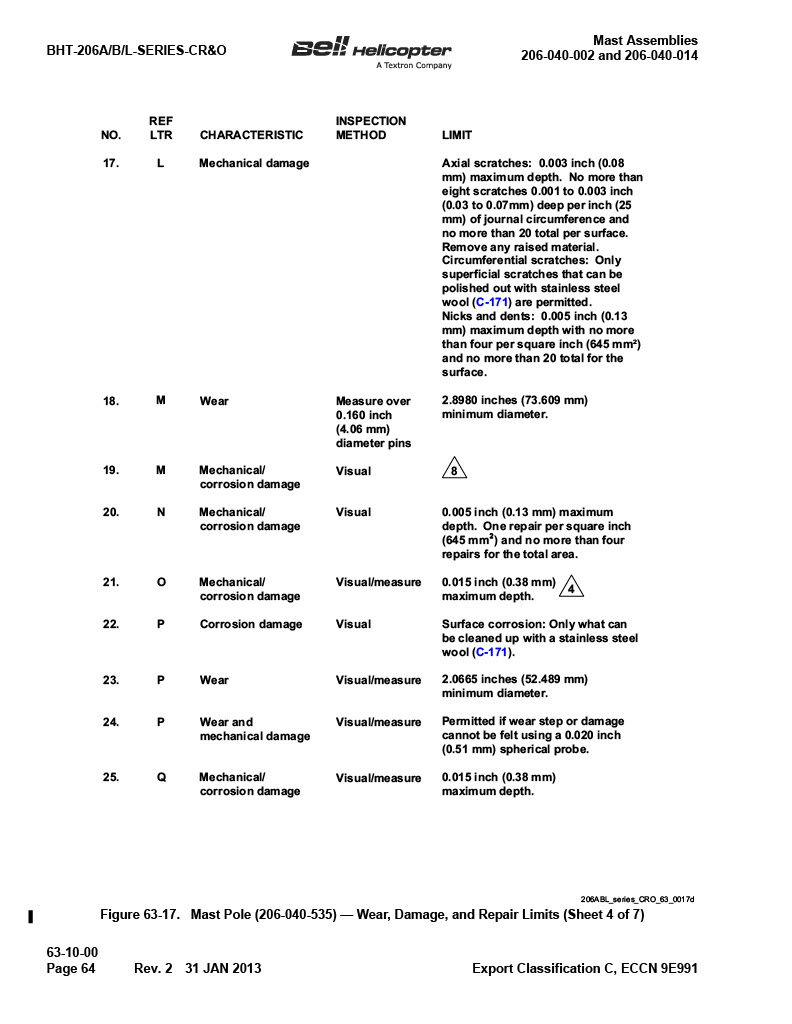 BHT-206A/B/L-SERIES-CR&O
Bell Helicopter
A Textron Company
Mast Assemblies
206-040-002 and 206-040-014
NO. REF LTR CHARACTERISTIC INSPECTION METHOD LIMIT
17. L Mechanical damage Axial scratches: 0.003 inch (0.08
mm) maximum depth. No more than
eight scratches 0.001 to 0.003 inch
(0.03 to 0.07mm) deep per inch (25
mm) of journal circumference and
no more than 20 total per surface.
Remove any raised material.
Circumferential scratches: Only
superficial scratches that can be
polished out with stainless steel
wool (C-171) are permitted.
Nicks and dents: 0.005 inch (0.13
mm) maximum depth with no more
than four per square inch (645 mm²)
and no more than 20 total for the
surface.
18. M Wear Measure over 2.8980 inches (73.609 mm)
0.160 inch minimum diameter.
(4.06 mm)
diameter pins
19. M Mechanical/ Visual 8
corrosion damage
20. N Mechanical/ Visual 0.005 inch (0.13 mm) maximum
corrosion damage depth. One repair per square inch
(645 mm²) and no more than four
repairs for the total area.
21. O Mechanical/ Visual/measure 0.015 inch (0.38 mm) 4
corrosion damage maximum depth.
22. P Corrosion damage Visual Surface corrosion: Only what can
be cleaned up with a stainless steel
wool (C-171).
23. P Wear Visual/measure 2.0665 inches (52.489 mm)
minimum diameter.
24. P Wear and Visual/measure Permitted if wear step or damage
mechanical damage cannot be felt using a 0.020 inch
(0.51 mm) spherical probe.
25. Q Mechanical/ Visual/measure 0.015 inch (0.38 mm)
corrosion damage maximum depth.
206ABL_series_CRO_63_0017d
Figure 63-17. Mast Pole (206-040-535) — Wear, Damage, and Repair Limits (Sheet 4 of 7)
63-10-00
Page 64 Rev. 2 31 JAN 2013 Export Classification C, ECCN 9E991